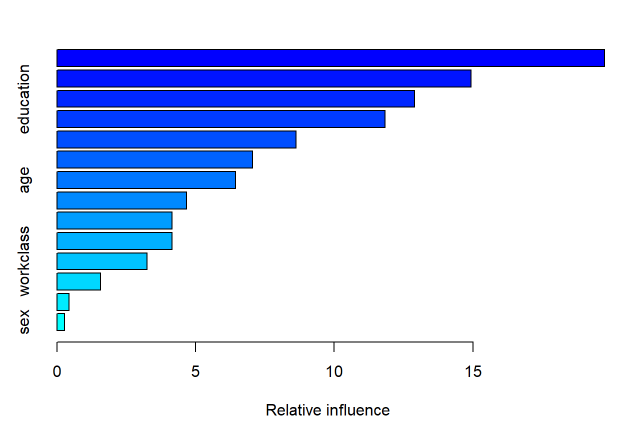 education
age
workclass
sex
0 5 10 15
Relative influence